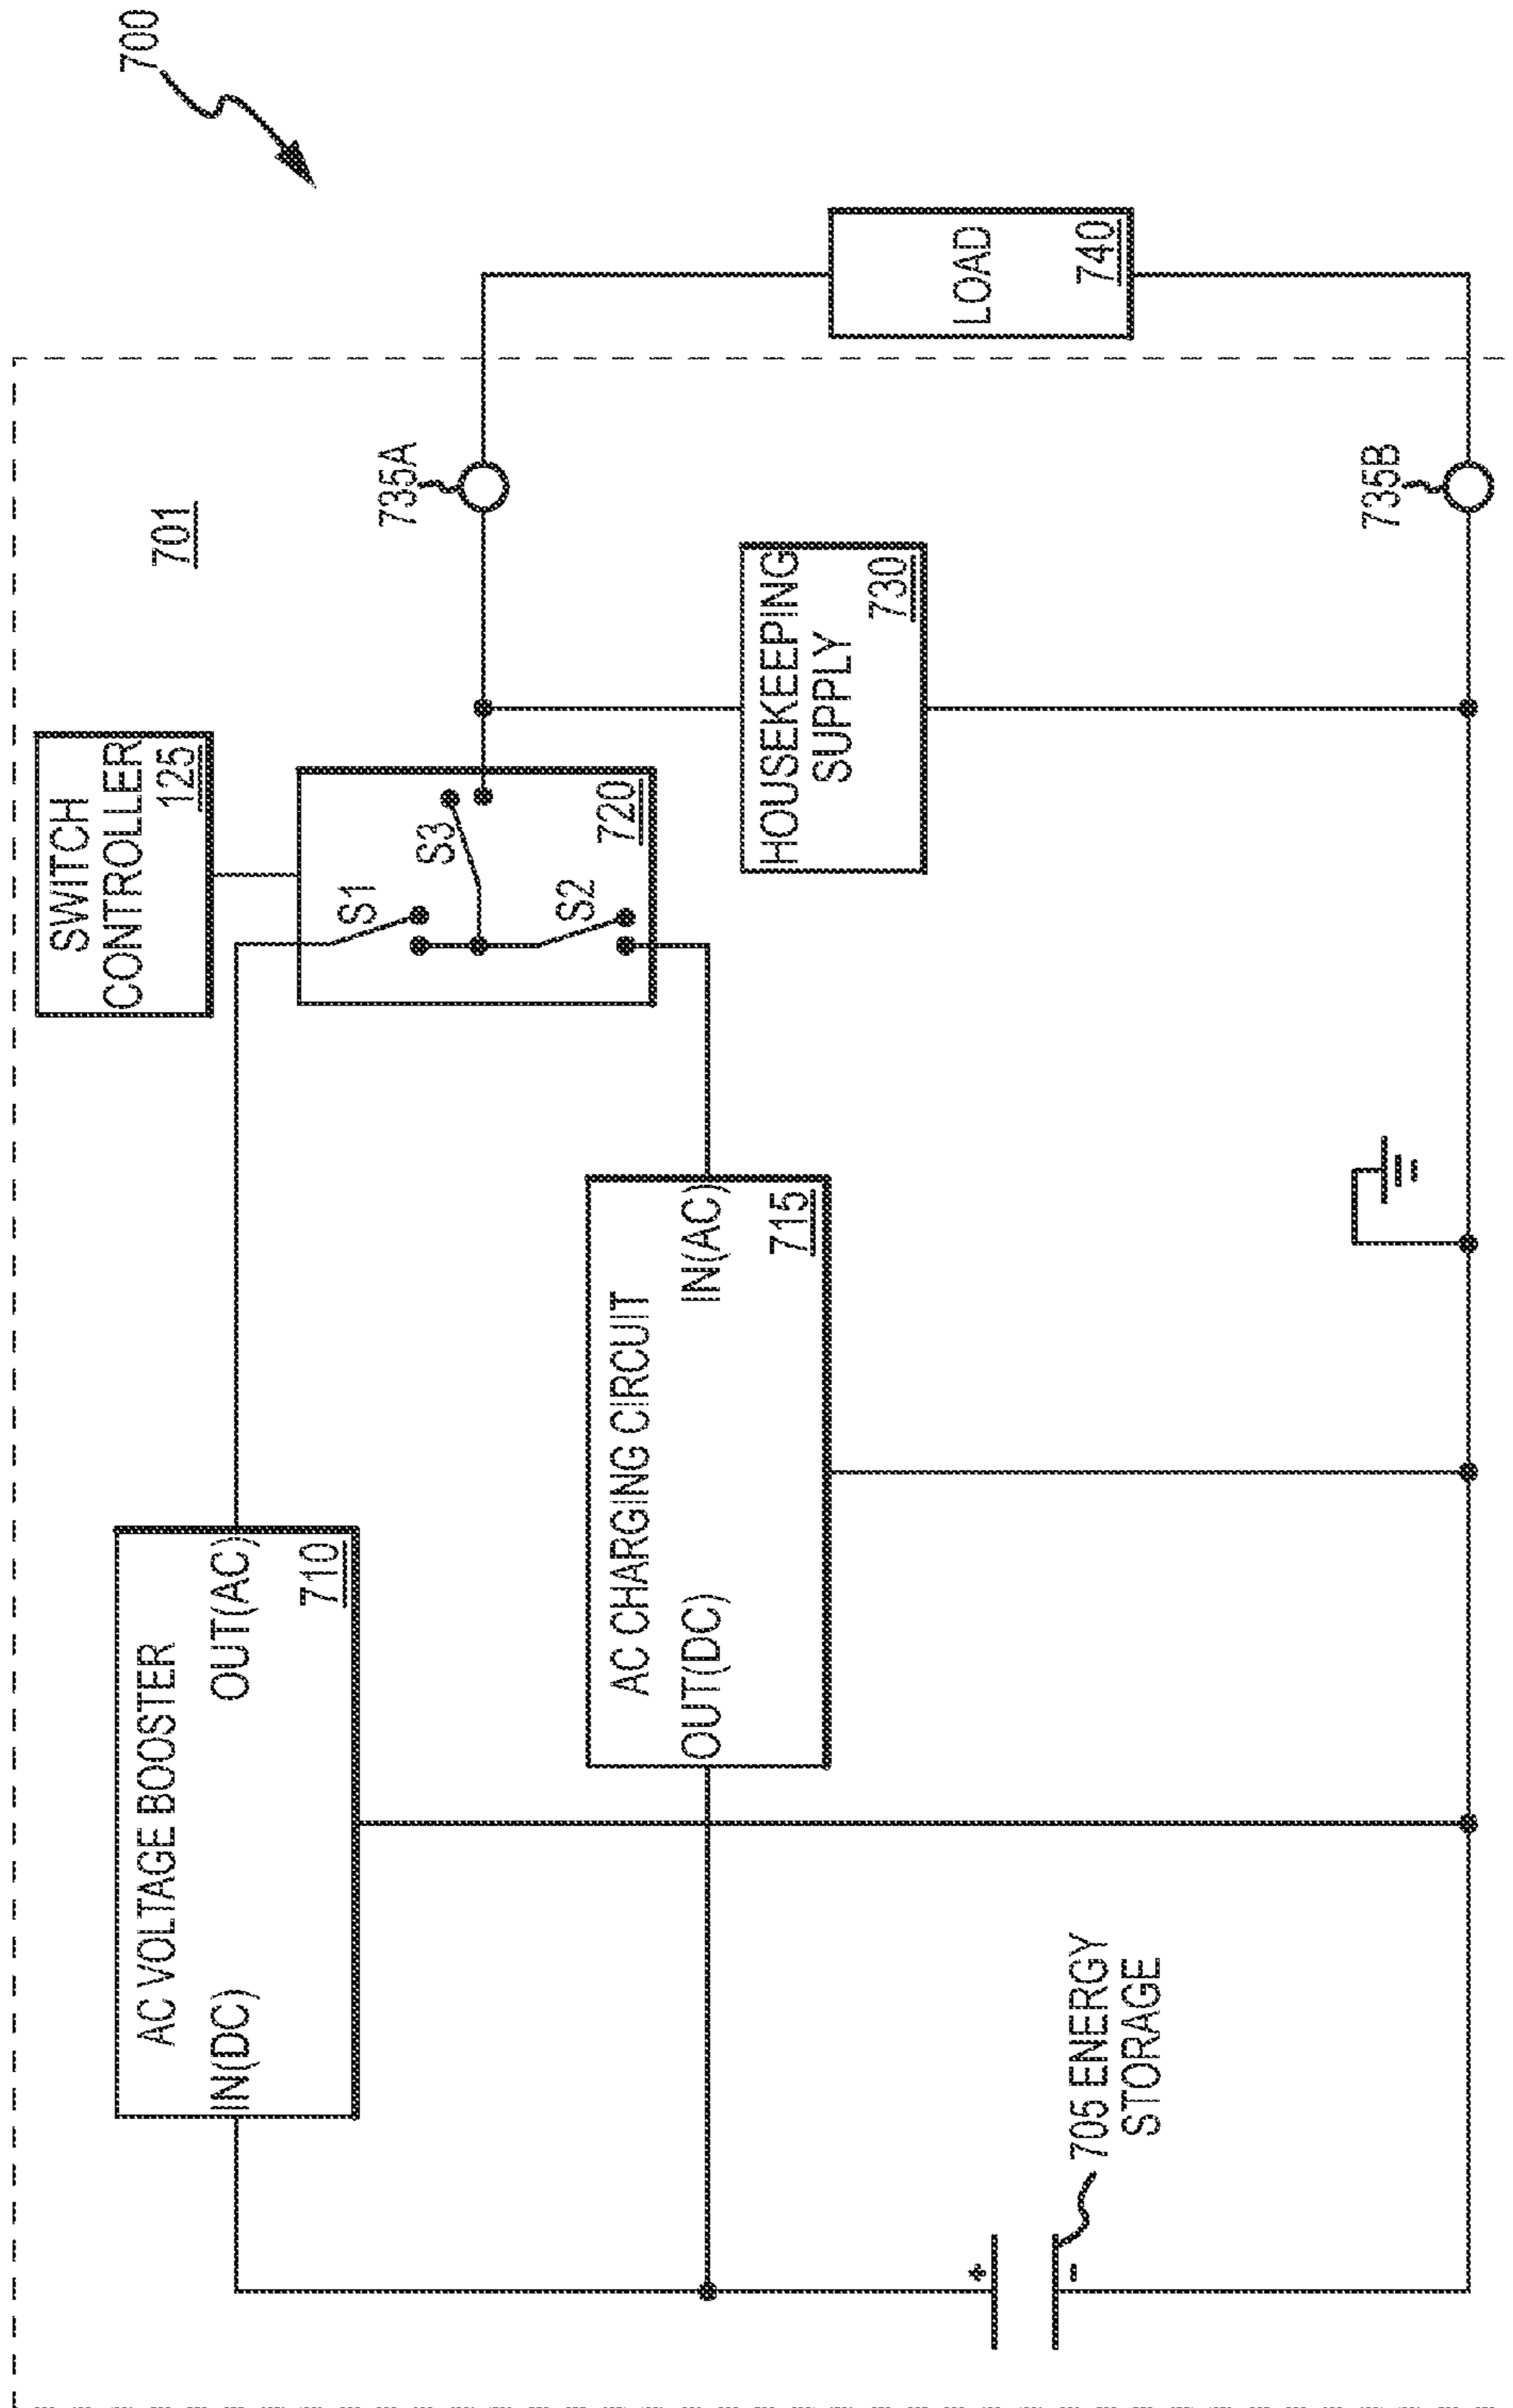 700
701
SWITCH
CONTROLLER
125
AC VOLTAGE BOOSTER
IN(DC)
OUT(AC)
710
S1
S3
S2
720
735A
AC CHARGING CIRCUIT
OUT(DC)
IN(AC)
715
HOUSEKEEPING
SUPPLY
730
LOAD
740
+
-
705 ENERGY
STORAGE
735B